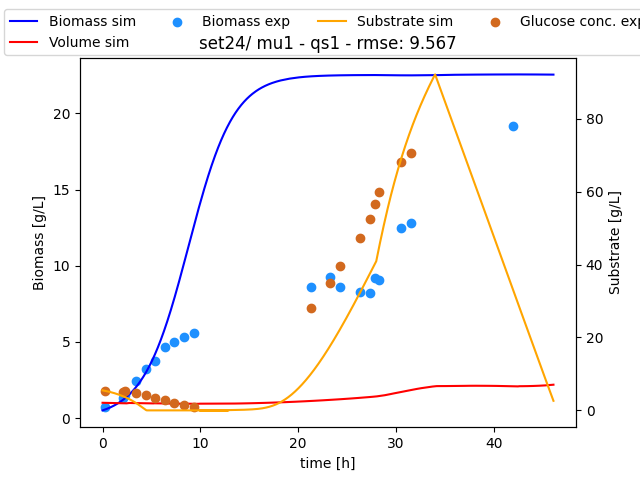 Biomass sim
Biomass exp
Substrate sim
Glucose conc. exp
Volume sim
set24/ mu1 - qs1 - rmse: 9.567
Biomass [g/L]
0
5
10
15
20
Substrate [g/L]
0
20
40
60
80
0 10 20 30 40
time [h]